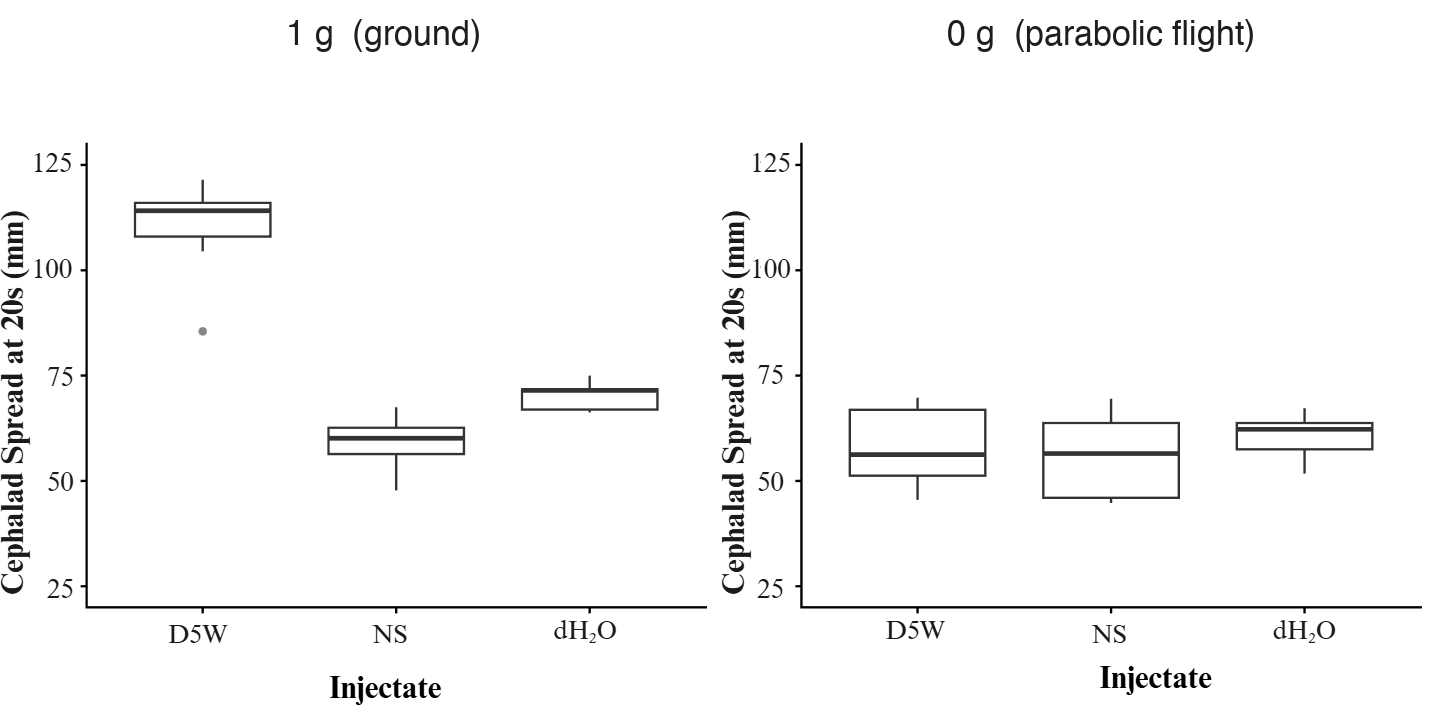 1 g (ground)
125
100
75
50
25
Cephalad Spread at 20s (mm)
D5W
NS
dH₂O
Injectate
0 g (parabolic flight)
125
100
75
50
25
Cephalad Spread at 20s (mm)
D5W
NS
dH₂O
Injectate